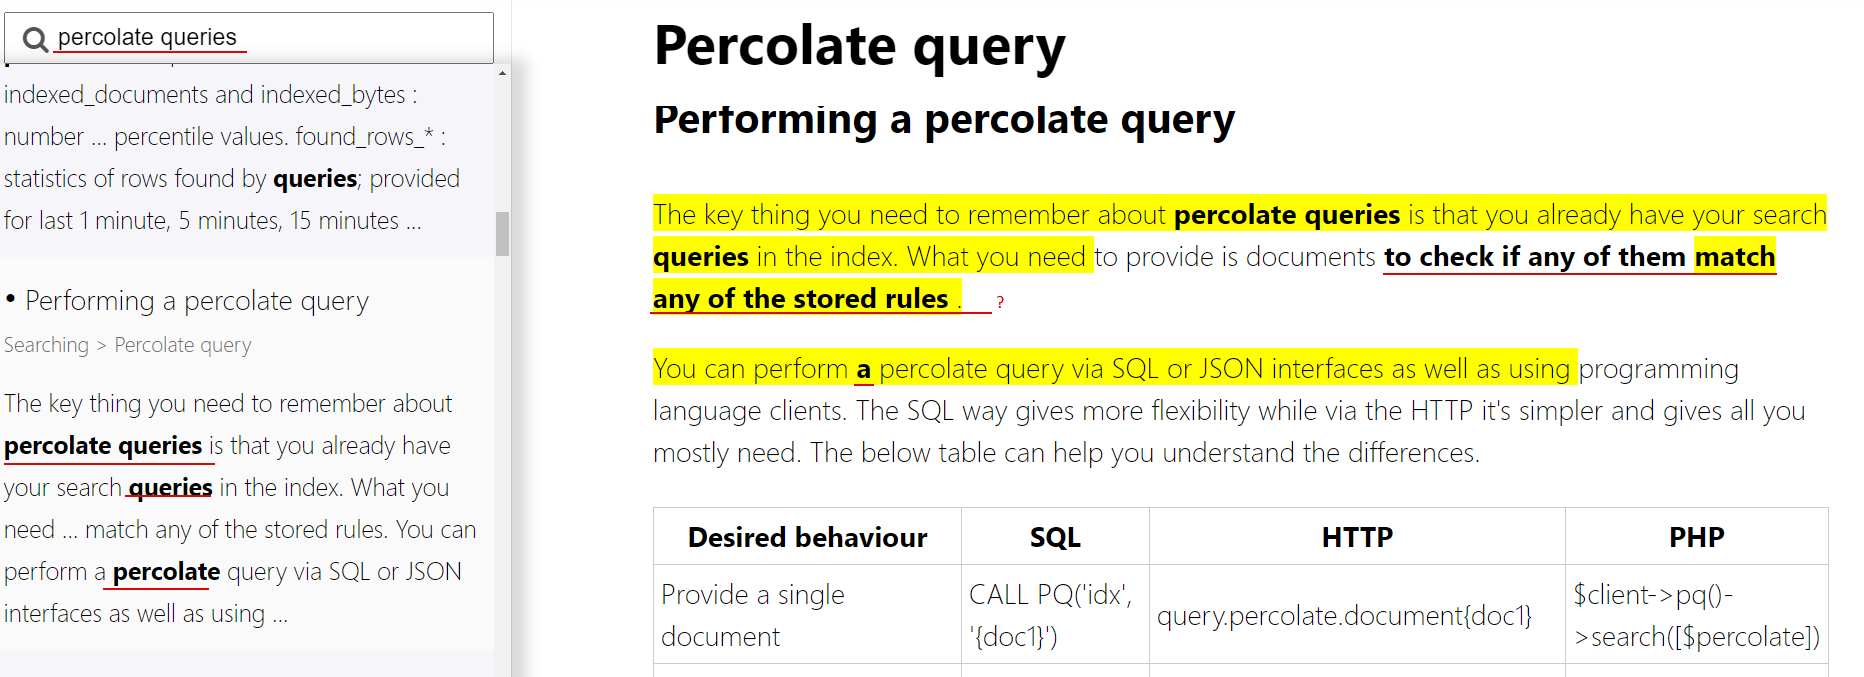 percolate queries
indexed_documents and indexed_bytes :
number ... percentile values. found_rows_* :
statistics of rows found by queries; provided
for last 1 minute, 5 minutes, 15 minutes ...
• Performing a percolate query
Searching > Percolate query
The key thing you need to remember about
percolate queries is that you already have
your search queries in the index. What you
need ... match any of the stored rules. You can
perform a percolate query via SQL or JSON
interfaces as well as using ...
Percolate query
Performing a percolate query
The key thing you need to remember about percolate queries is that you already have your search
queries in the index. What you need to provide is documents to check if any of them match
any of the stored rules . ?
You can perform a percolate query via SQL or JSON interfaces as well as using programming
language clients. The SQL way gives more flexibility while via the HTTP it's simpler and gives all you
mostly need. The below table can help you understand the differences.
Desired behaviour SQL HTTP PHP
Provide a single CALL PQ('idx', query.percolate.document{doc1} $client->pq()-
document '{doc1}') >search([$percolate])